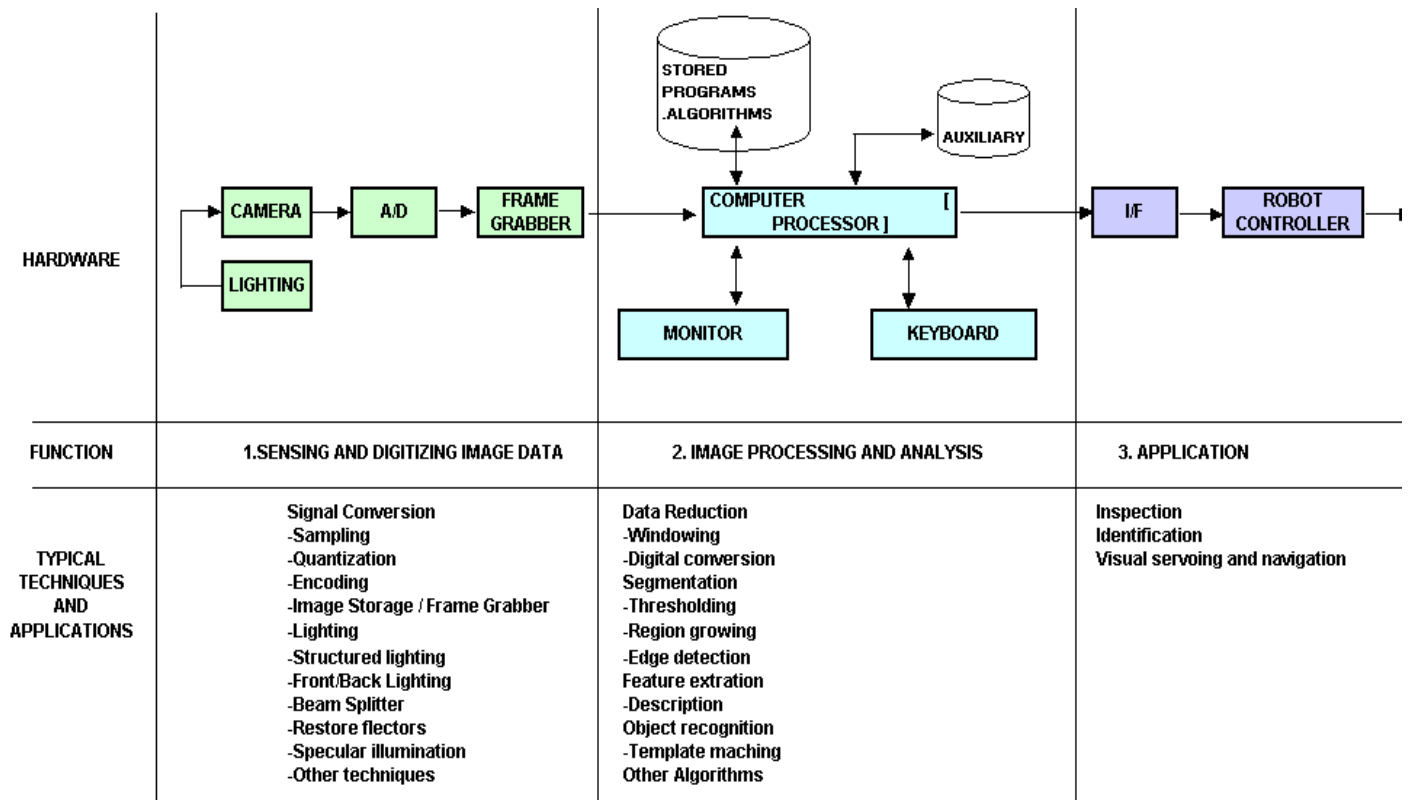 STORED
PROGRAMS
.ALGORITHMS
AUXILIARY
CAMERA
A/D
FRAME
GRABBER
COMPUTER [
PROCESSOR ]
I/F
ROBOT
CONTROLLER
HARDWARE
LIGHTING
MONITOR
KEYBOARD
FUNCTION
1.SENSING AND DIGITIZING IMAGE DATA
2. IMAGE PROCESSING AND ANALYSIS
3. APPLICATION
TYPICAL
TECHNIQUES
AND
APPLICATIONS
Signal Conversion
-Sampling
-Quantization
-Encoding
-Image Storage / Frame Grabber
-Lighting
-Structured lighting
-Front/Back Lighting
-Beam Splitter
-Restore flectors
-Specular illumination
-Other techniques
Data Reduction
-Windowing
-Digital conversion
Segmentation
-Thresholding
-Region growing
-Edge detection
Feature extration
-Description
Object recognition
-Template maching
Other Algorithms
Inspection
Identification
Visual servoing and navigation